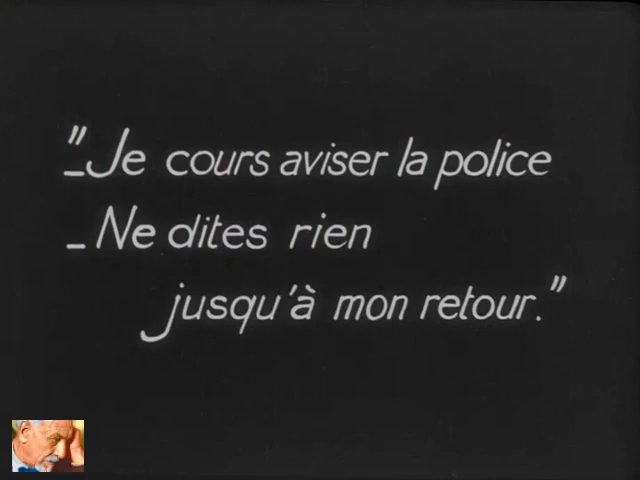 "_Je cours aviser la police
_Ne dites rien
jusqu'à mon retour."